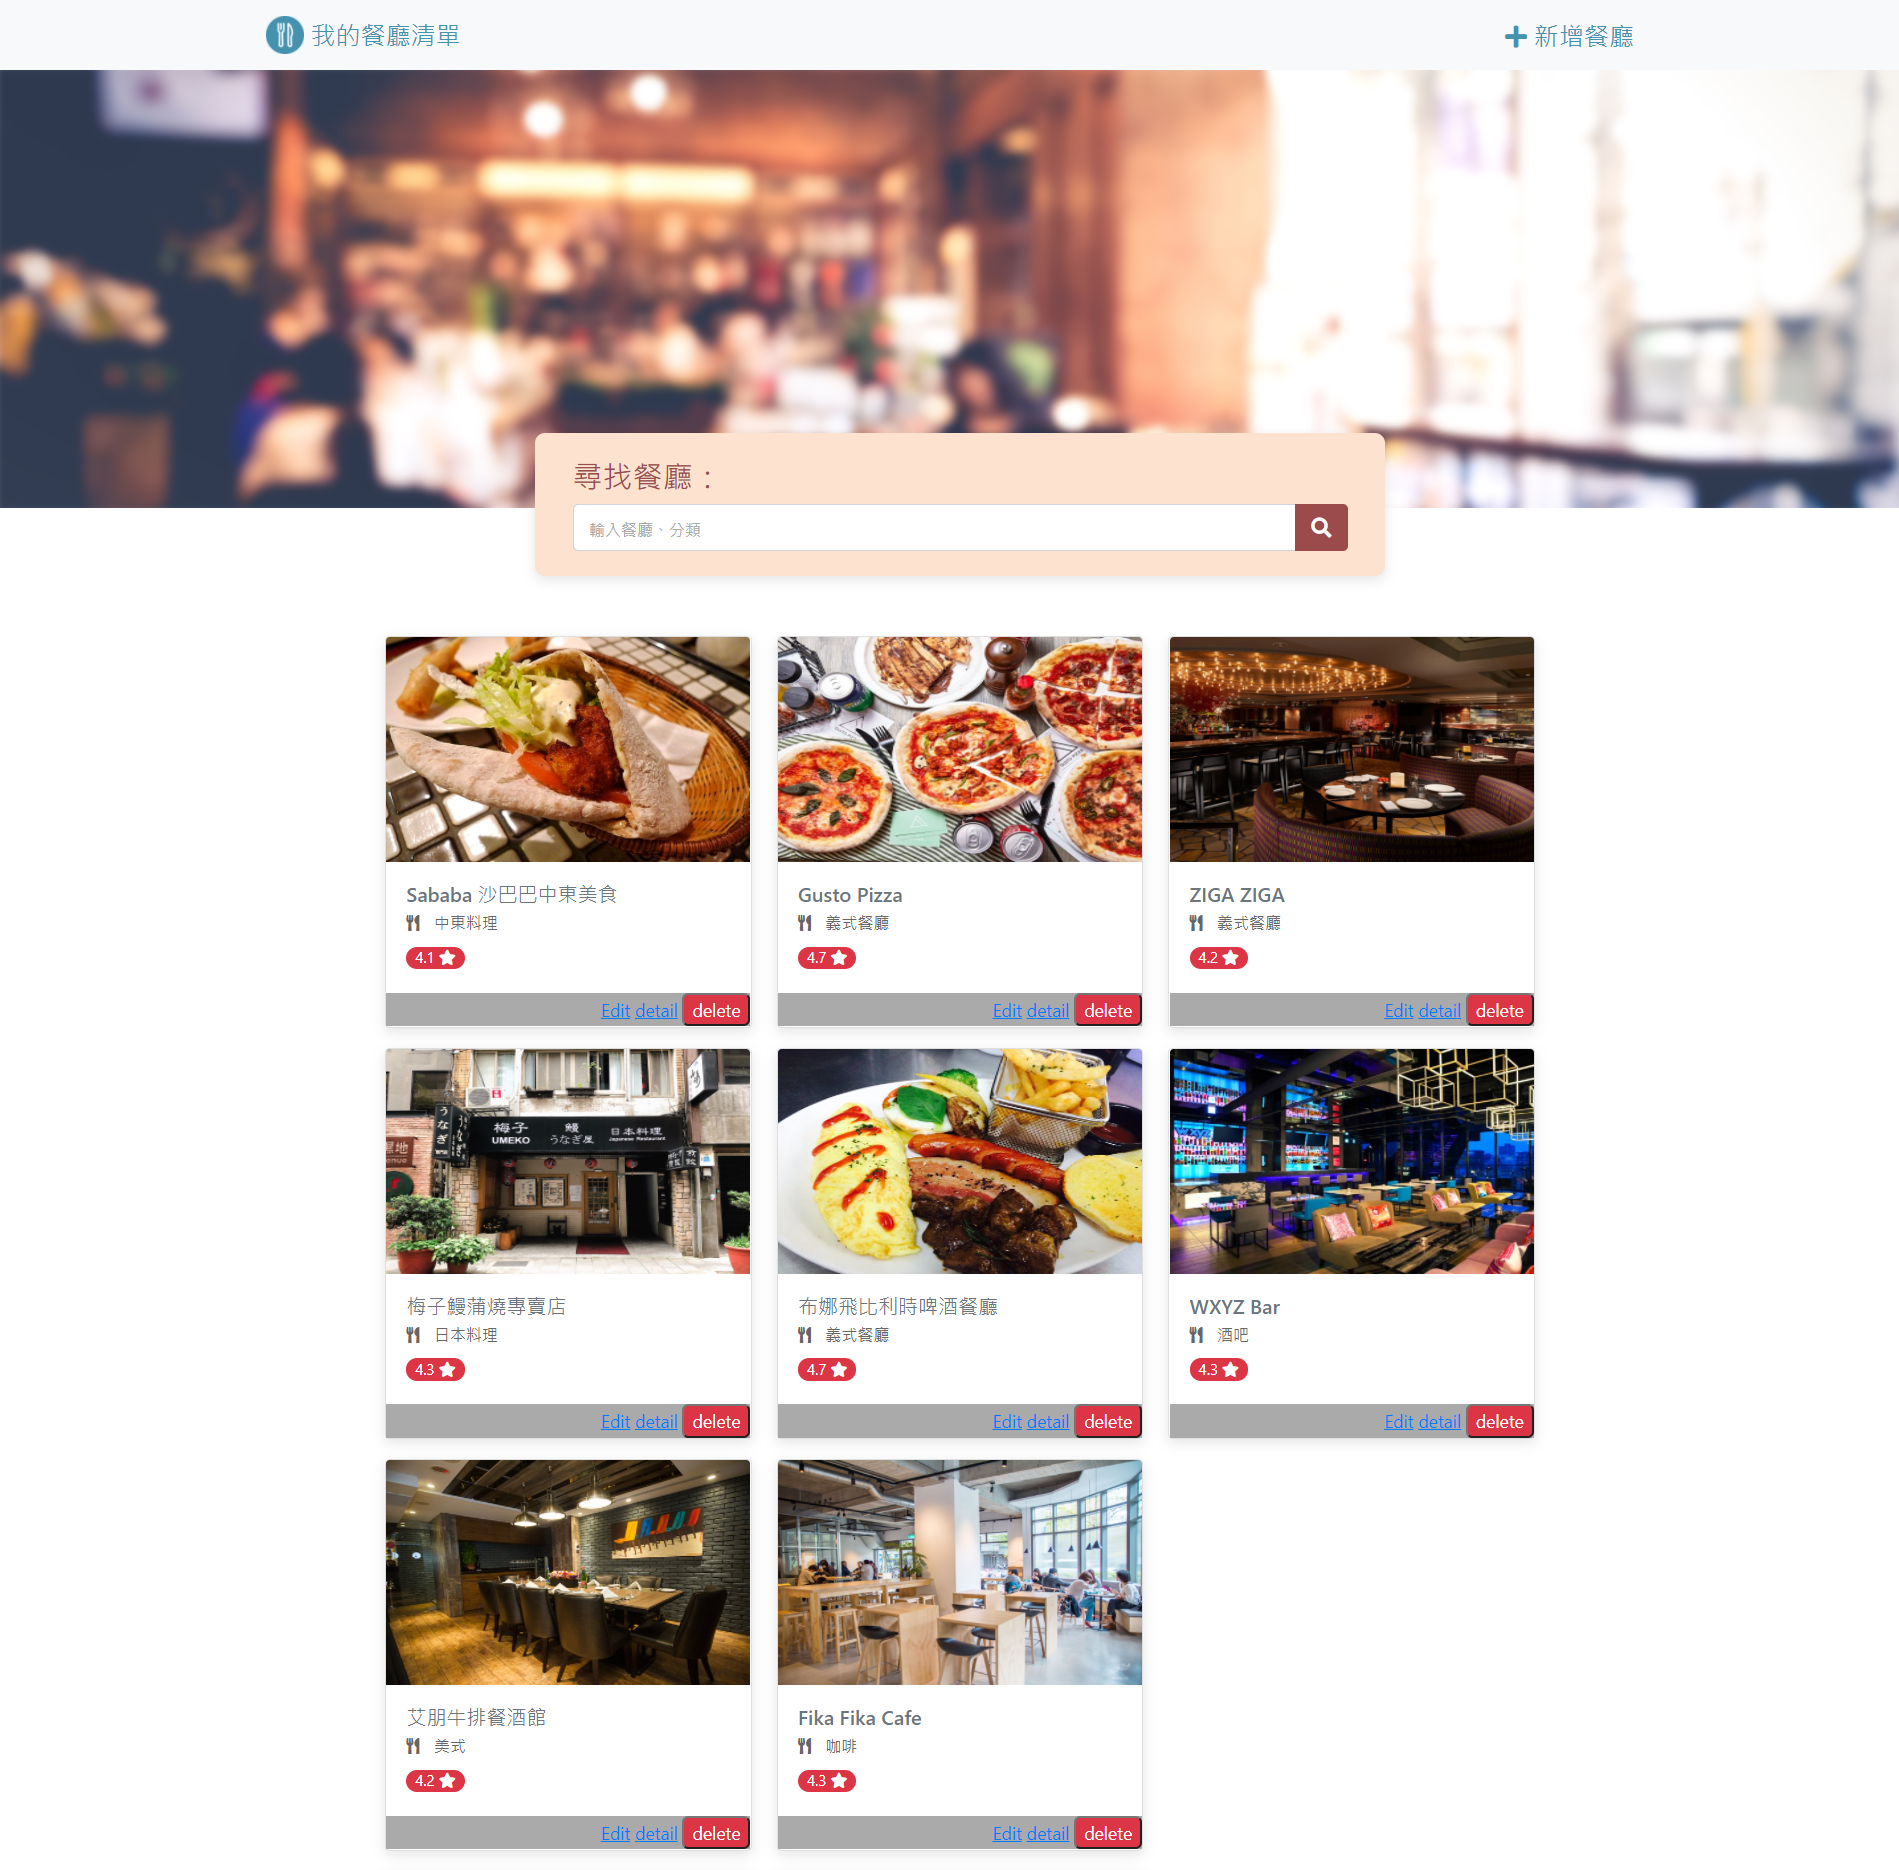 我的餐廳清單
新增餐廳
尋找餐廳：
輸入餐廳、分類
Sababa 沙巴巴中東美食
中東料理
4.1
Edit detail delete
Gusto Pizza
義式餐廳
4.7
Edit detail delete
ZIGA ZIGA
義式餐廳
4.2
Edit detail delete
梅子 鰻 日本料理
UMEKO うなぎ屋 Japanese Restaurant
うなぎ
梅子鰻蒲燒專賣店
日本料理
4.3
Edit detail delete
布娜飛比利時啤酒餐廳
義式餐廳
4.7
Edit detail delete
WXYZ
WXYZ Bar
酒吧
4.3
Edit detail delete
艾朋牛排餐酒館
美式
4.2
Edit detail delete
Fika Fika Cafe
咖啡
4.3
Edit detail delete